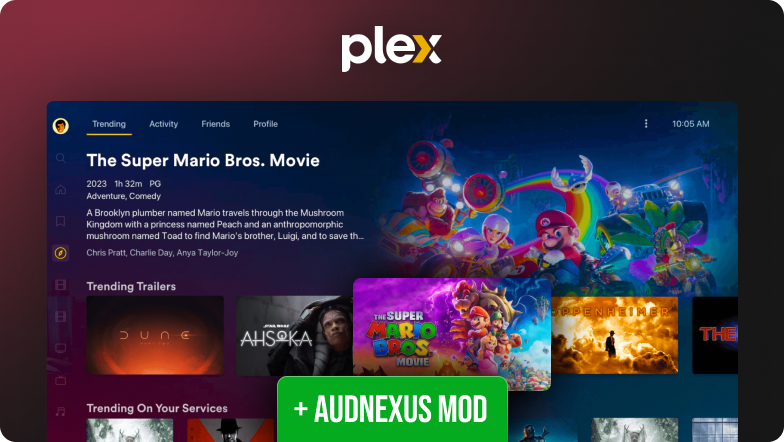 plex
Trending Activity Friends Profile 10:05 AM
The Super Mario Bros. Movie
2023 1h 32m PG
Adventure, Comedy
A Brooklyn plumber named Mario travels through the Mushroom
Kingdom with a princess named Peach and an anthropomorphic
mushroom named Toad to find Mario's brother, Luigi, and to save th...
Chris Pratt, Charlie Day, Anya Taylor-Joy
Trending Trailers
DUNE
STAR WARS
AHSOKA
THE SUPER
MARIO
BROS.
MOVIE
OPPENHEIMER
THE
Trending On Your Services
+ AUDNEXUS MOD